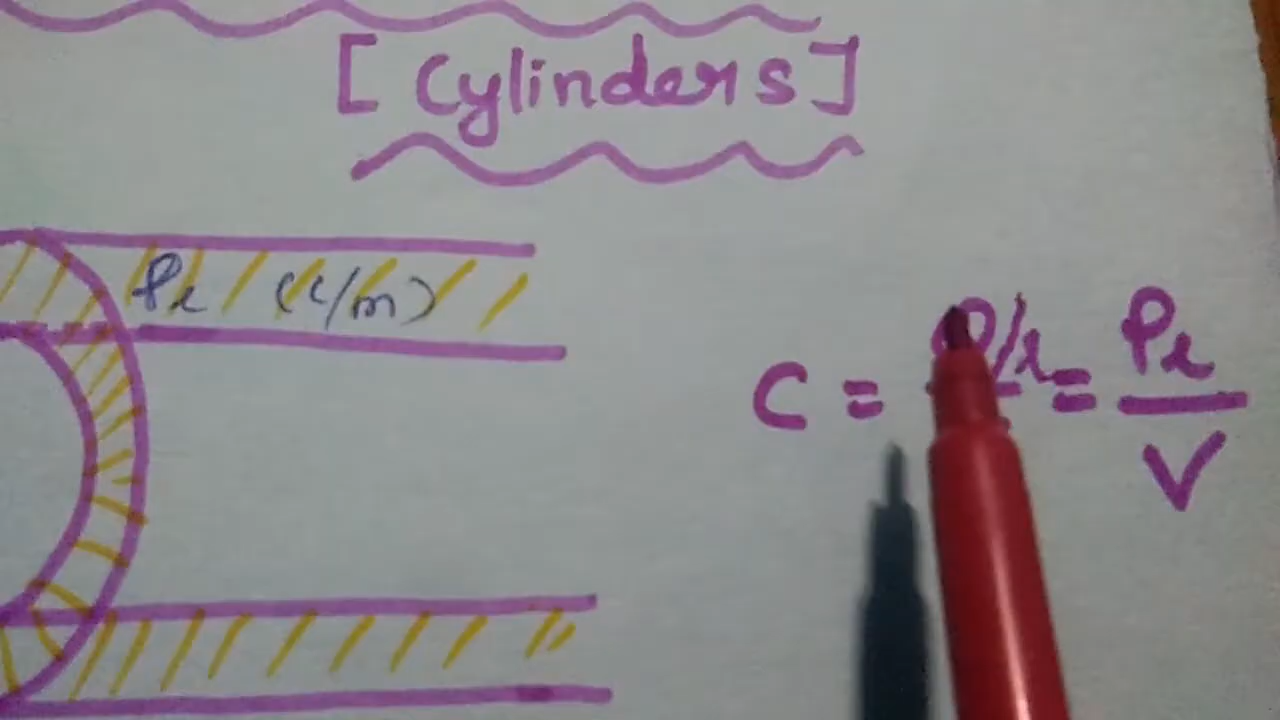 [ Cylinders ]
ρℓ (c/m)
C = Q/ℓ = ρℓ / V